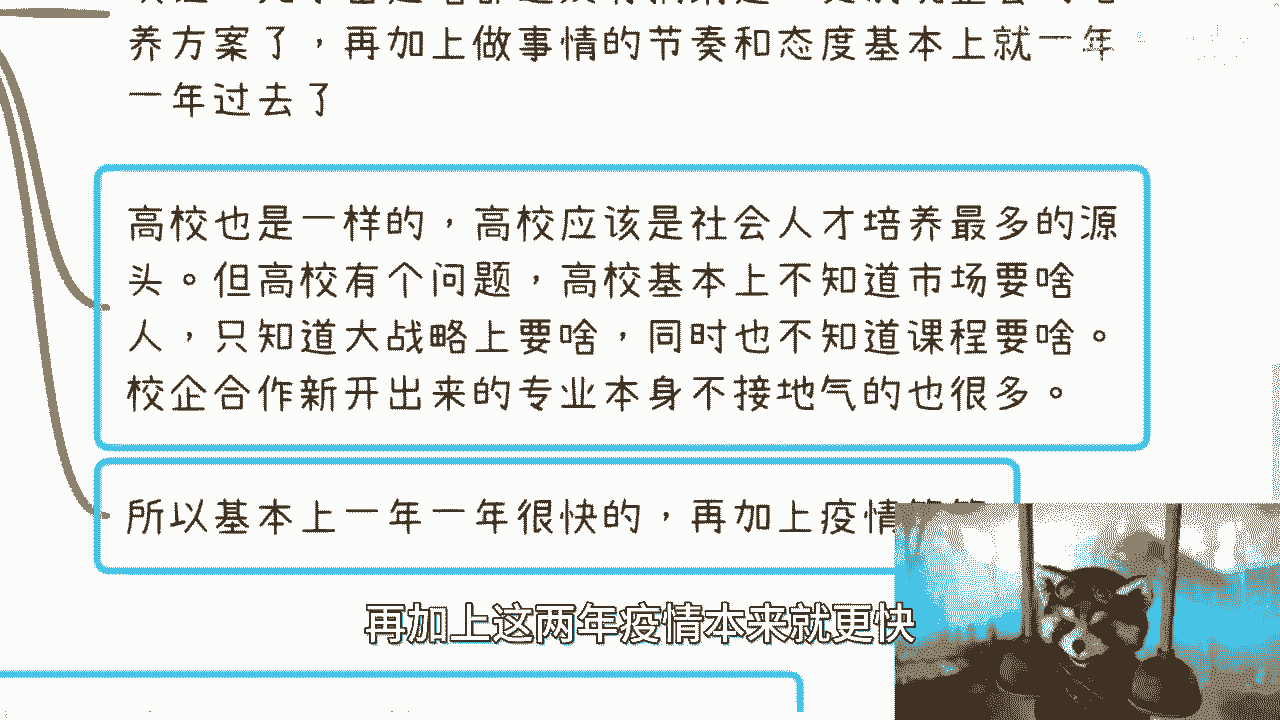 养方案了，再加上做事情的节奏和态度基本上就一年
一年过去了
高校也是一样的，高校应该是社会人才培养最多的源
头。但高校有个问题，高校基本上不知道市场要啥
人，只知道大战略上要啥，同时也不知道课程要啥。
校企合作新开出来的专业本身不接地气的也很多。
所以基本上一年一年很快的，再加上疫情
再加上这两年疫情本来就更快